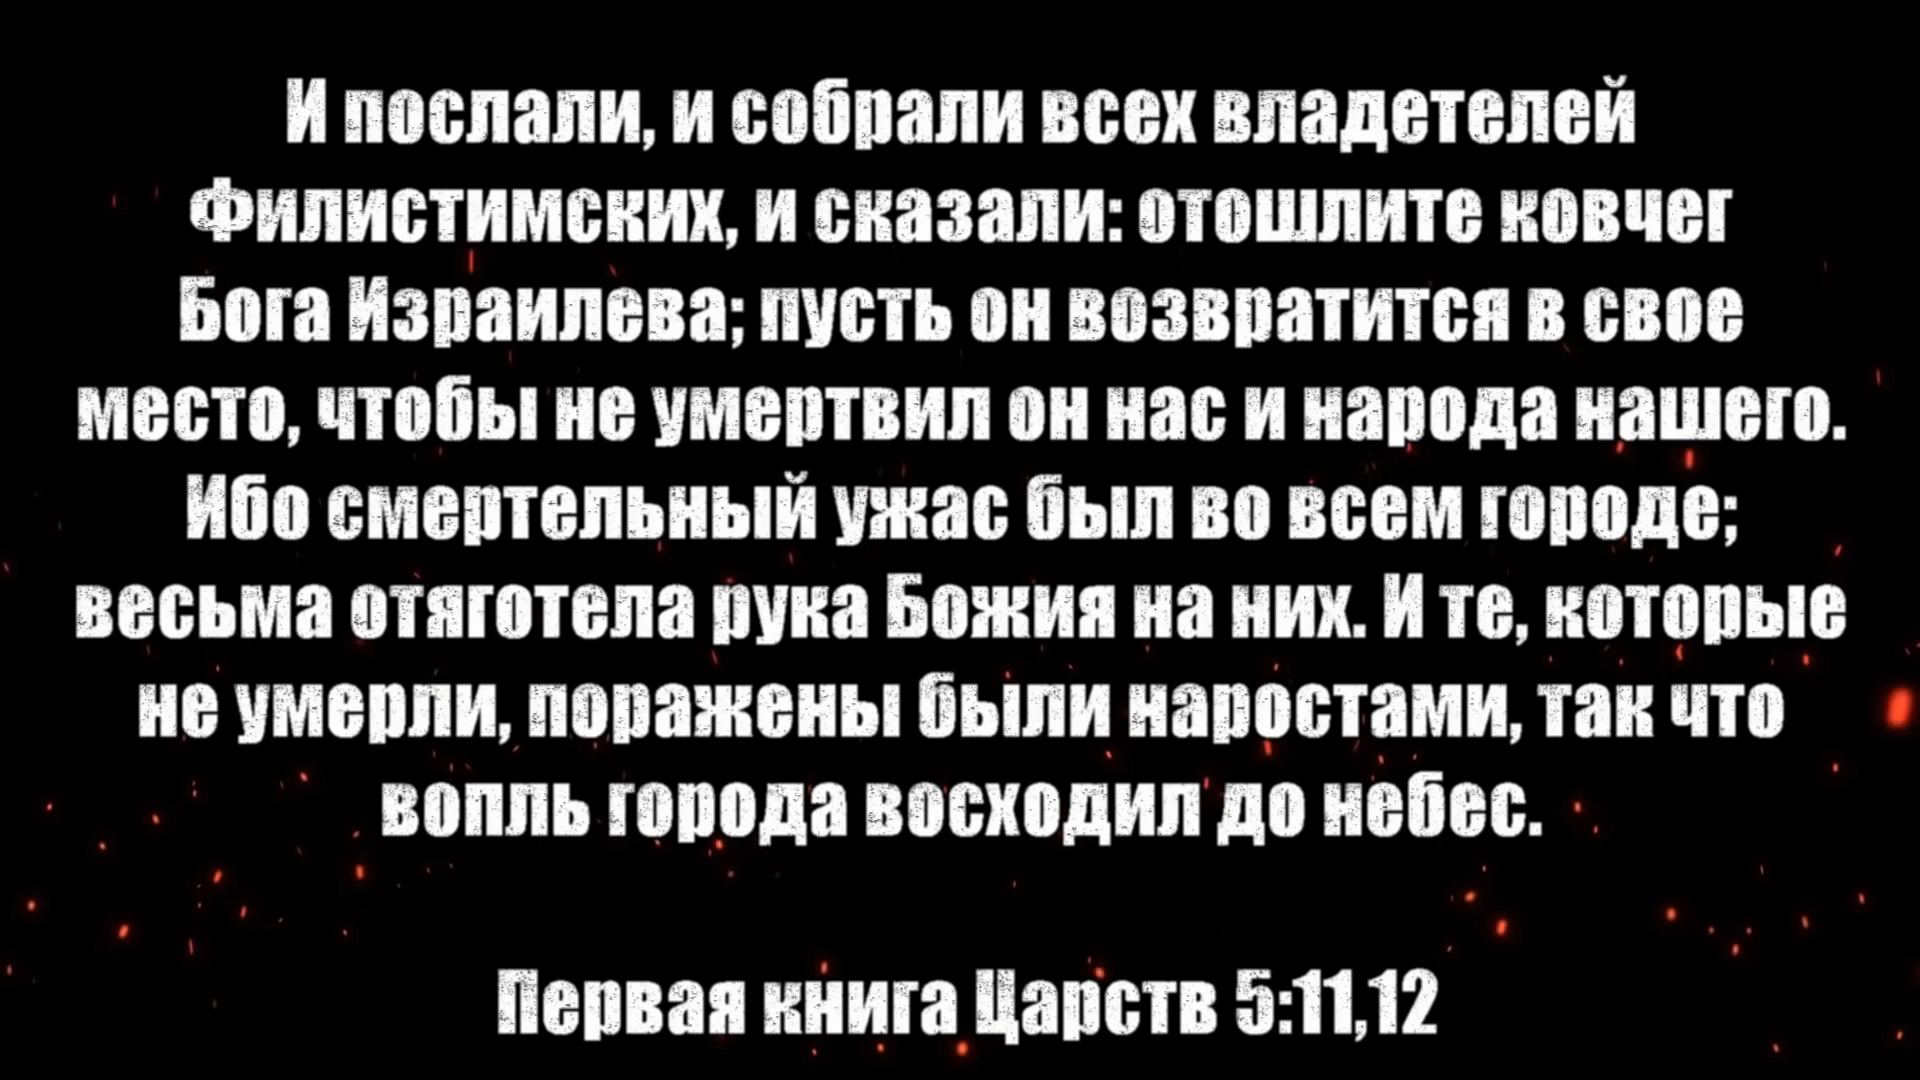 И послали, и собрали всех владетелей
Филистимских, и сказали: отошлите ковчег
Бога Израилева; пусть он возвратится в свое
место, чтобы не умертвил он нас и народа нашего.
Ибо смертельный ужас был во всем городе;
весьма отяготела рука Божия на них. И те, которые
не умерли, поражены были наростами, так что
вопль города восходил до небес.
Первая книга Царств 5:11,12